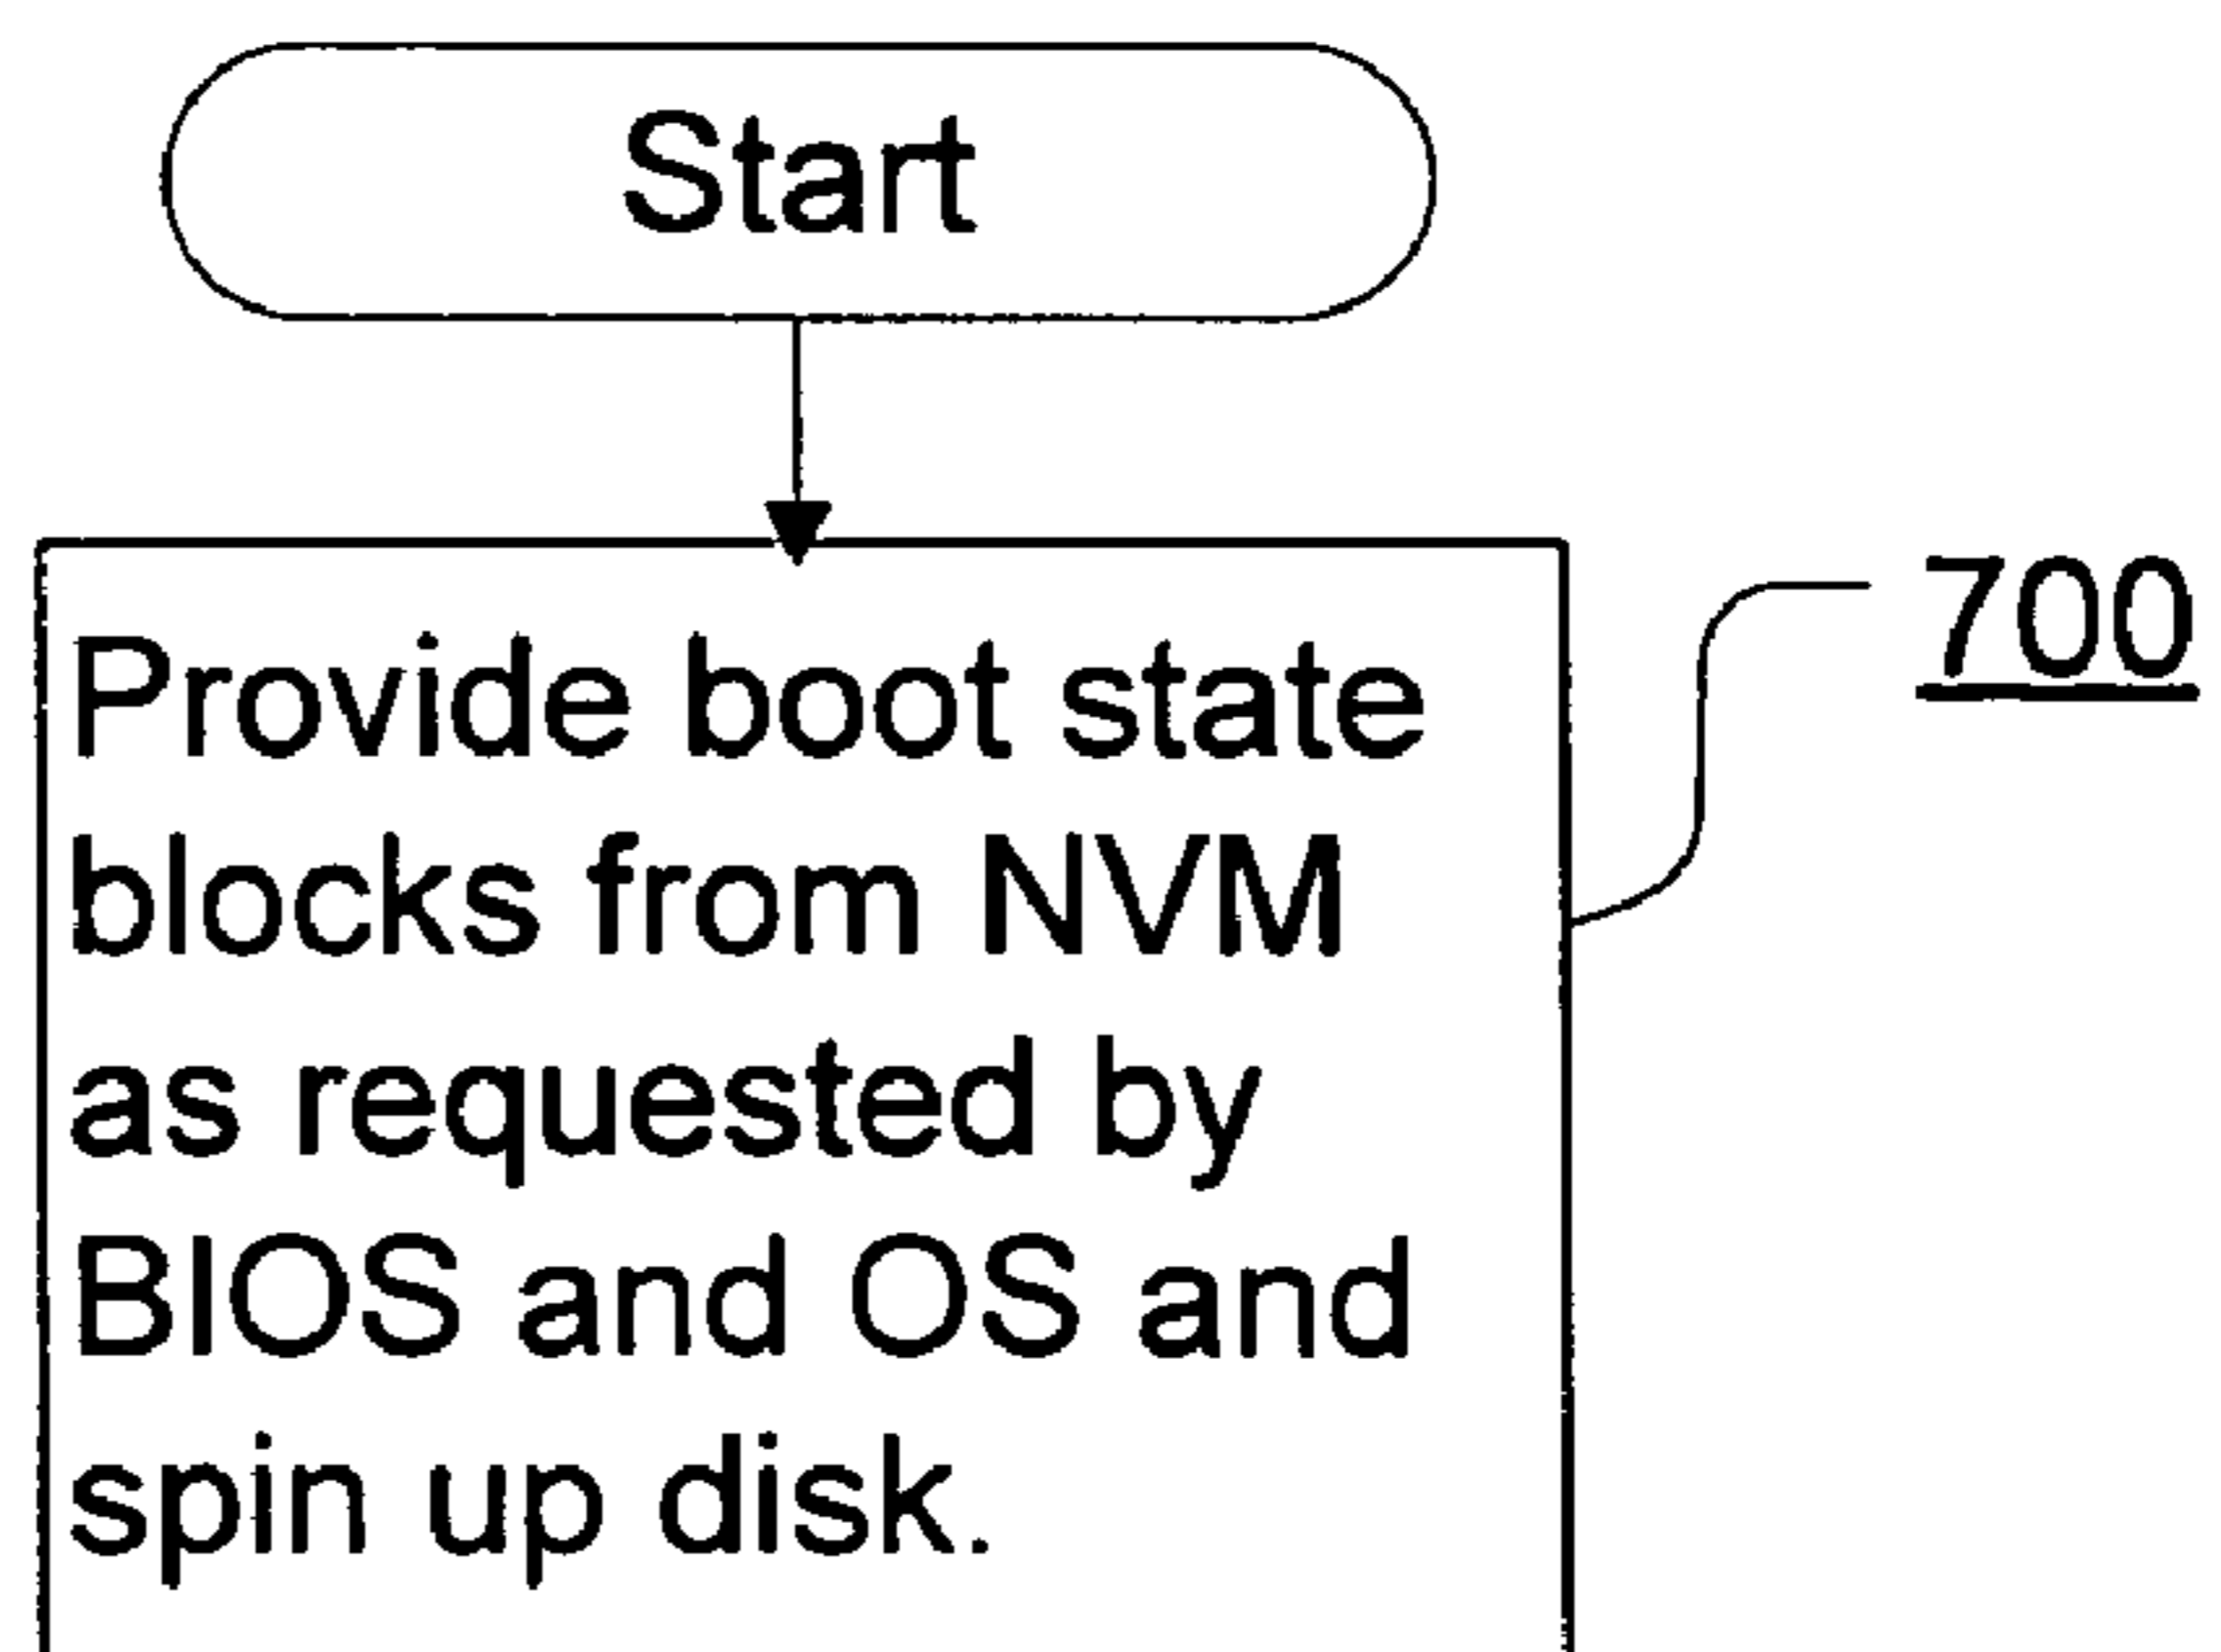 Start
700
Provide boot state
blocks from NVM
as requested by
BIOS and OS and
spin up disk.